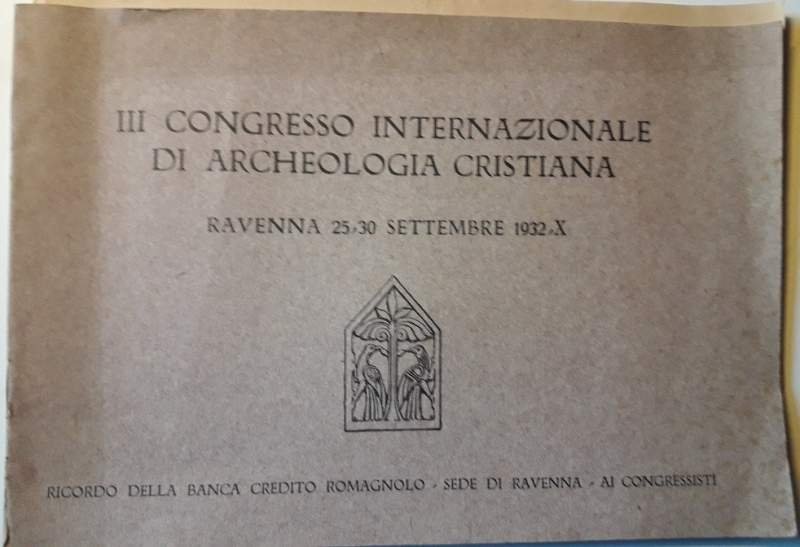 III CONGRESSO INTERNAZIONALE
DI ARCHEOLOGIA CRISTIANA
RAVENNA 25-30 SETTEMBRE 1932-X
RICORDO DELLA BANCA CREDITO ROMAGNOLO - SEDE DI RAVENNA - AI CONGRESSISTI